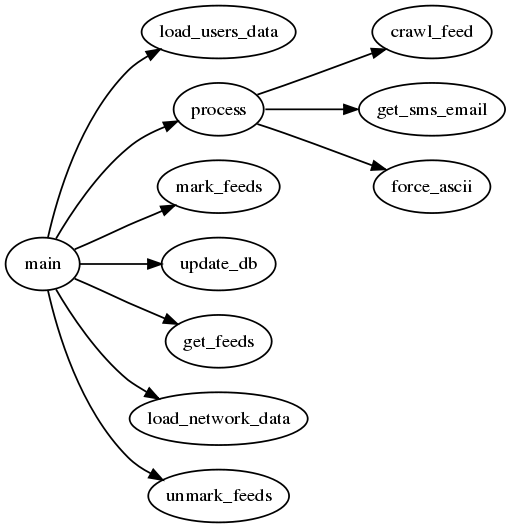 load_users_data
crawl_feed
process
get_sms_email
mark_feeds
force_ascii
main
update_db
get_feeds
load_network_data
unmark_feeds